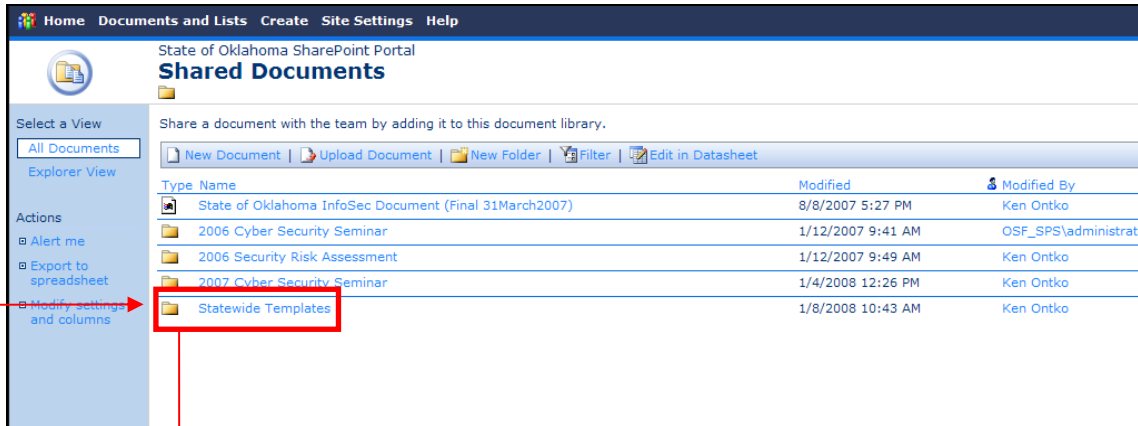 Home Documents and Lists Create Site Settings Help
State of Oklahoma SharePoint Portal
Shared Documents
Select a View
All Documents
Explorer View
Actions
Alert me
Export to
spreadsheet
Modify settings
and columns
Share a document with the team by adding it to this document library.
New Document | Upload Document | New Folder | Filter | Edit in Datasheet
Type Name Modified Modified By
State of Oklahoma InfoSec Document (Final 31March2007) 8/8/2007 5:27 PM Ken Ontko
2006 Cyber Security Seminar 1/12/2007 9:41 AM OSF_SPS\administrat
2006 Security Risk Assessment 1/12/2007 9:49 AM Ken Ontko
2007 Cyber Security Seminar 1/4/2008 12:26 PM Ken Ontko
Statewide Templates 1/8/2008 10:43 AM Ken Ontko